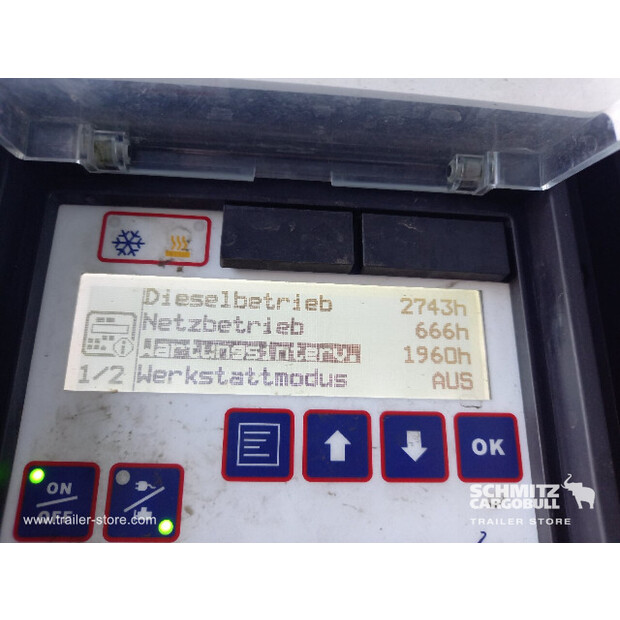 Dieselbetrieb 2743h
Netzbetrieb 666h
Wartungsinterv. 1960h
1/2 Werkstattmodus AUS
OK
ON
OFF
www.trailer-store.com
SCHMITZ
CARGOBULL
TRAILER STORE
2